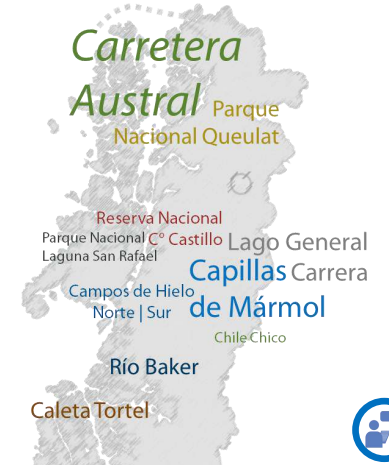 Carretera
Austral
Parque
Nacional Queulat
Reserva Nacional
C° Castillo
Parque Nacional
Laguna San Rafael
Lago General
Carrera
Capillas
de Mármol
Campos de Hielo
Norte | Sur
Chile Chico
Río Baker
Caleta Tortel